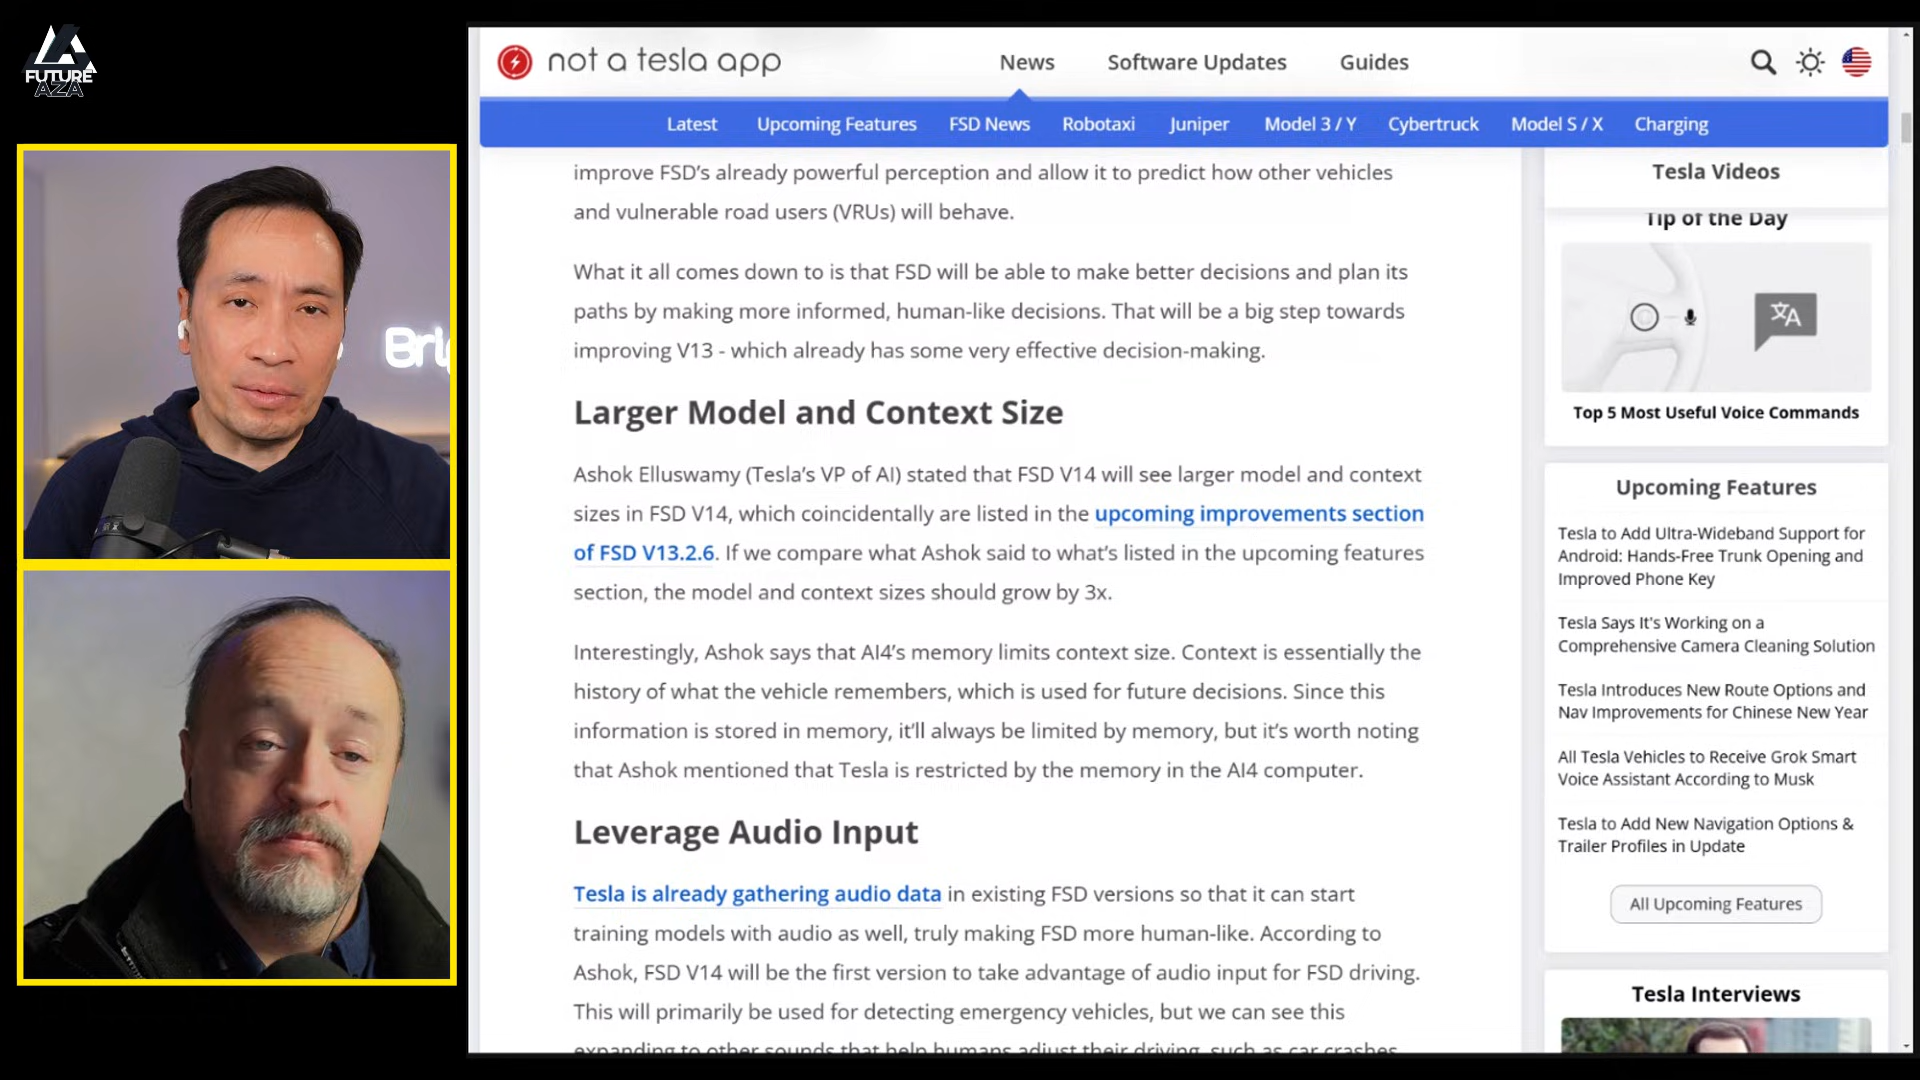 FUTURE
AZA
Bri
not a tesla app
News
Software Updates
Guides
Latest
Upcoming Features
FSD News
Robotaxi
Juniper
Model 3 / Y
Cybertruck
Model S / X
Charging
improve FSD's already powerful perception and allow it to predict how other vehicles
and vulnerable road users (VRUs) will behave.
What it all comes down to is that FSD will be able to make better decisions and plan its
paths by making more informed, human-like decisions. That will be a big step towards
improving V13 - which already has some very effective decision-making.
Larger Model and Context Size
Ashok Elluswamy (Tesla's VP of AI) stated that FSD V14 will see larger model and context
sizes in FSD V14, which coincidentally are listed in the upcoming improvements section
of FSD V13.2.6. If we compare what Ashok said to what's listed in the upcoming features
section, the model and context sizes should grow by 3x.
Interestingly, Ashok says that AI4's memory limits context size. Context is essentially the
history of what the vehicle remembers, which is used for future decisions. Since this
information is stored in memory, it'll always be limited by memory, but it's worth noting
that Ashok mentioned that Tesla is restricted by the memory in the AI4 computer.
Leverage Audio Input
Tesla is already gathering audio data in existing FSD versions so that it can start
training models with audio as well, truly making FSD more human-like. According to
Ashok, FSD V14 will be the first version to take advantage of audio input for FSD driving.
This will primarily be used for detecting emergency vehicles, but we can see this
expanding to other sounds that help humans adjust their driving, such as car crashes,
Tesla Videos
Tip of the Day
文A
Top 5 Most Useful Voice Commands
Upcoming Features
Tesla to Add Ultra-Wideband Support for
Android: Hands-Free Trunk Opening and
Improved Phone Key
Tesla Says It's Working on a
Comprehensive Camera Cleaning Solution
Tesla Introduces New Route Options and
Nav Improvements for Chinese New Year
All Tesla Vehicles to Receive Grok Smart
Voice Assistant According to Musk
Tesla to Add New Navigation Options &
Trailer Profiles in Update
All Upcoming Features
Tesla Interviews